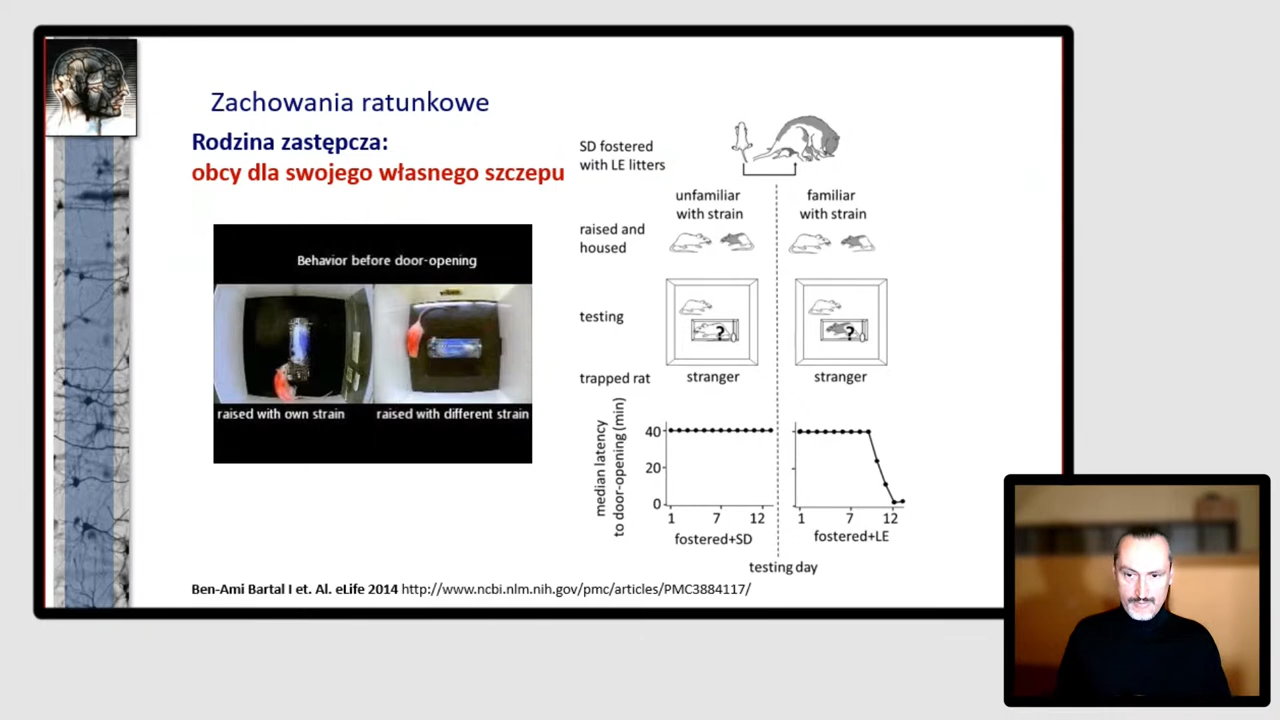 Zachowania ratunkowe
Rodzina zastępcza:
obcy dla swojego własnego szczepu
Behavior before door-opening
raised with own strain
raised with different strain
SD fostered
with LE litters
unfamiliar
with strain
familiar
with strain
raised and
housed
testing
?
?
trapped rat
stranger
stranger
median latency
to door-opening (min)
40
20
0
1 7 12
1 7 12
fostered+SD
fostered+LE
testing day
Ben-Ami Bartal I et. Al. eLife 2014 http://www.ncbi.nlm.nih.gov/pmc/articles/PMC3884117/